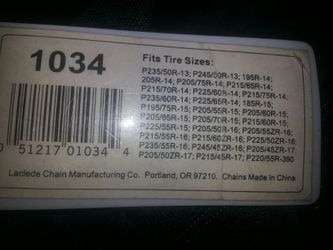 1034
Fits Tire Sizes:
P235/50R-13; P245/50R-13; 195R-14;
205R-14; P205/75R-14; P215/65R-14;
P215/70R-14; P225/60R-14; P215/75R-14;
P235/60R-14; P225/65R-14; 185R-15;
P195/75R-15; P205/55R-15; P205/60R-15;
P205/65R-15; P205/70R-15; P215/60R-15;
P225/55R-15; P205/50ZR-16; P205/55ZR-16;
P215/55R-16; P215/60ZR-16; P225/50ZR-16;
P235/55R-16; P245/45ZR-16; P205/45ZR-17;
P205/50ZR-17; P215/45R-17; P220/55R-390
0 51217 01034 4
Laclede Chain Manufacturing Co. Portland, OR 97210. Chains Made In China